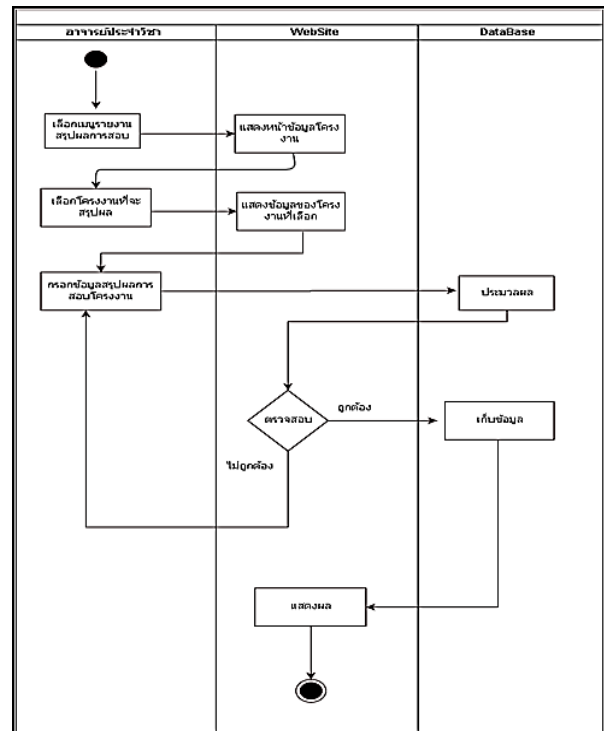 อาจารย์ประจำวิชา
WebSite
DataBase
เลือกเมนูรายงาน
สรุปผลการสอบ
แสดงหน้าข้อมูลโครง
งาน
เลือกโครงงานที่จะ
สรุปผล
แสดงข้อมูลของโครง
งานที่เลือก
กรอกข้อมูลสรุปผลการ
สอบโครงงาน
ประมวลผล
ตรวจสอบ
ถูกต้อง
เก็บข้อมูล
ไม่ถูกต้อง
แสดงผล